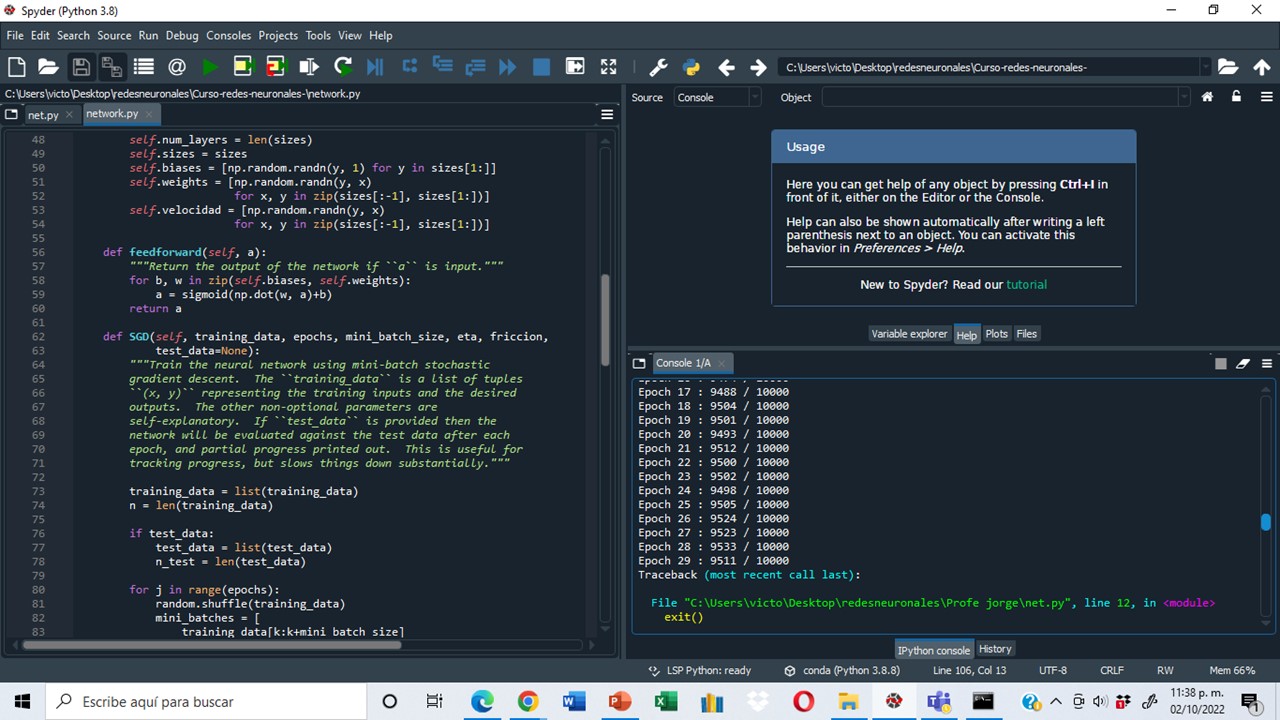 Spyder (Python 3.8)
File Edit Search Source Run Debug Consoles Projects Tools View Help
C:\Users\victo\Desktop\redesneuronales\Curso-redes-neuronales-
C:\Users\victo\Desktop\redesneuronales\Curso-redes-neuronales-\network.py
net.py
network.py
48 self.num_layers = len(sizes)
49 self.sizes = sizes
50 self.biases = [np.random.randn(y, 1) for y in sizes[1:]]
51 self.weights = [np.random.randn(y, x)
52 for x, y in zip(sizes[:-1], sizes[1:])]
53 self.velocidad = [np.random.randn(y, x)
54 for x, y in zip(sizes[:-1], sizes[1:])]
55
56 def feedforward(self, a):
57 """Return the output of the network if ``a`` is input."""
58 for b, w in zip(self.biases, self.weights):
59 a = sigmoid(np.dot(w, a)+b)
60 return a
61
62 def SGD(self, training_data, epochs, mini_batch_size, eta, friccion,
63 test_data=None):
64 """Train the neural network using mini-batch stochastic
65 gradient descent.  The ``training_data`` is a list of tuples
66 ``(x, y)`` representing the training inputs and the desired
67 outputs.  The other non-optional parameters are
68 self-explanatory.  If ``test_data`` is provided then the
69 network will be evaluated against the test data after each
70 epoch, and partial progress printed out.  This is useful for
71 tracking progress, but slows things down substantially."""
72
73 training_data = list(training_data)
74 n = len(training_data)
75
76 if test_data:
77 test_data = list(test_data)
78 n_test = len(test_data)
79
80 for j in range(epochs):
81 random.shuffle(training_data)
82 mini_batches = [
83 training_data[k:k+mini_batch_size]
Source Console Object
Usage
Here you can get help of any object by pressing Ctrl+I in
front of it, either on the Editor or the Console.
Help can also be shown automatically after writing a left
parenthesis next to an object. You can activate this
behavior in Preferences > Help.
New to Spyder? Read our tutorial
Variable explorer Help Plots Files
Console 1/A
Epoch 17 : 9488 / 10000
Epoch 18 : 9504 / 10000
Epoch 19 : 9501 / 10000
Epoch 20 : 9493 / 10000
Epoch 21 : 9512 / 10000
Epoch 22 : 9500 / 10000
Epoch 23 : 9502 / 10000
Epoch 24 : 9498 / 10000
Epoch 25 : 9505 / 10000
Epoch 26 : 9524 / 10000
Epoch 27 : 9523 / 10000
Epoch 28 : 9533 / 10000
Epoch 29 : 9511 / 10000
Traceback (most recent call last):
File "C:\Users\victo\Desktop\redesneuronales\Profe jorge\net.py", line 12, in <module>
exit()
IPython console History
LSP Python: ready conda (Python 3.8.8) Line 106, Col 13 UTF-8 CRLF RW Mem 66%
Escribe aquí para buscar
11:38 p. m.
02/10/2022